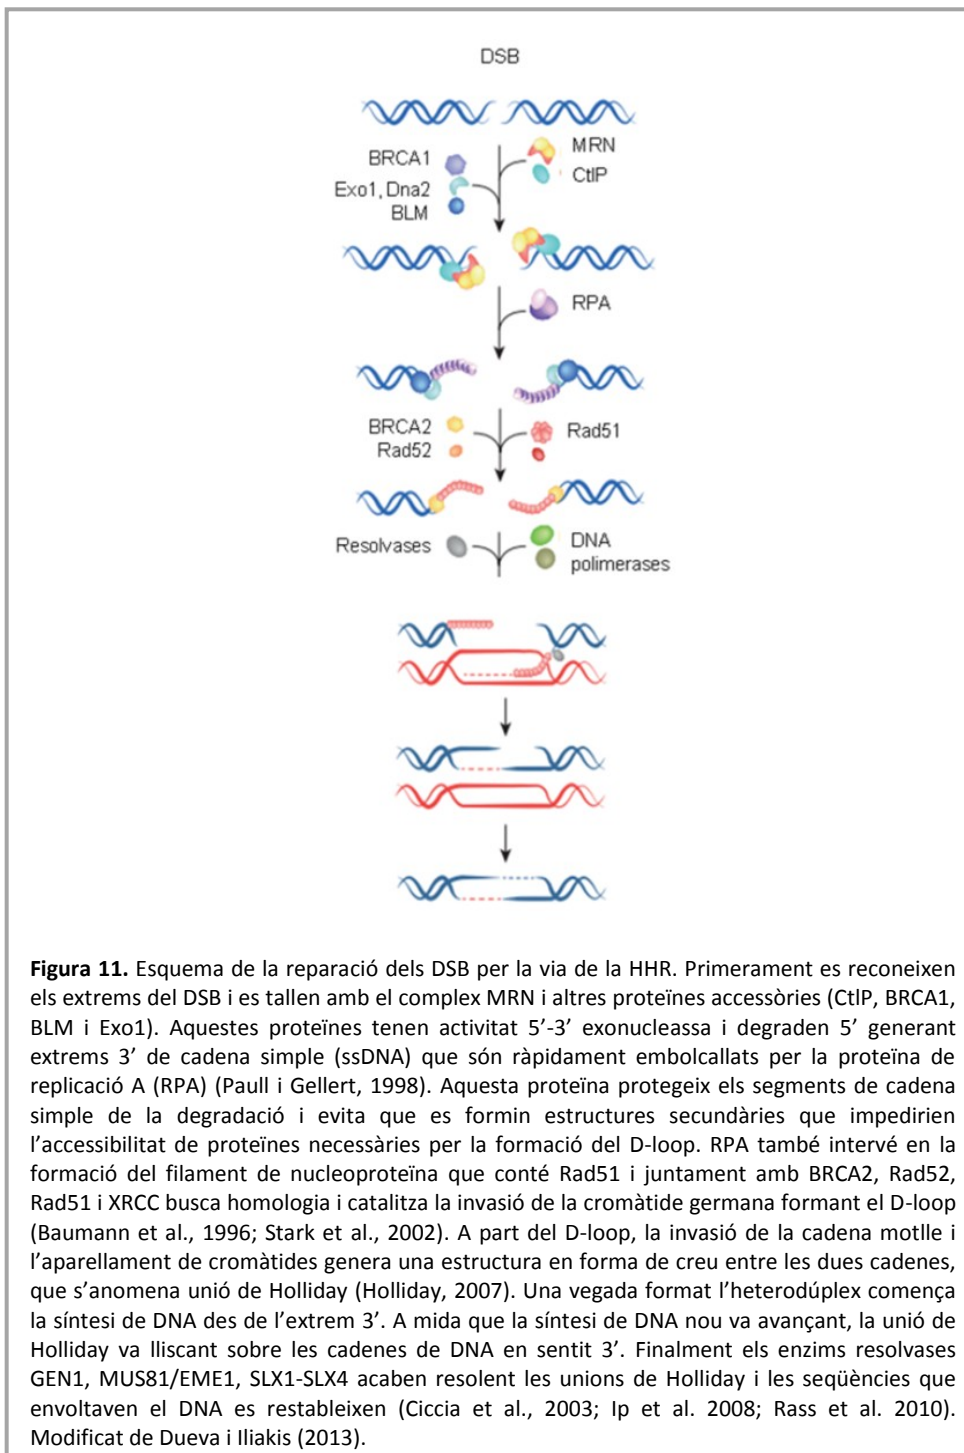 DSB
BRCA1
Exo1, Dna2
BLM
MRN
CtIP
RPA
BRCA2
Rad52
Rad51
Resolvases
DNA
polimerases
Figura 11. Esquema de la reparació dels DSB per la via de la HHR. Primerament es reconeixen
els extrems del DSB i es tallen amb el complex MRN i altres proteïnes accessòries (CtIP, BRCA1,
BLM i Exo1). Aquestes proteïnes tenen activitat 5’-3’ exonucleassa i degraden 5’ generant
extrems 3’ de cadena simple (ssDNA) que són ràpidament embolcallats per la proteïna de
replicació A (RPA) (Paull i Gellert, 1998). Aquesta proteïna protegeix els segments de cadena
simple de la degradació i evita que es formin estructures secundàries que impedirien
l’accessibilitat de proteïnes necessàries per la formació del D-loop. RPA també intervé en la
formació del filament de nucleoproteïna que conté Rad51 i juntament amb BRCA2, Rad52,
Rad51 i XRCC busca homologia i catalitza la invasió de la cromàtide germana formant el D-loop
(Baumann et al., 1996; Stark et al., 2002). A part del D-loop, la invasió de la cadena motlle i
l’aparellament de cromàtides genera una estructura en forma de creu entre les dues cadenes,
que s’anomena unió de Holliday (Holliday, 2007). Una vegada format l’heterodúplex comença
la síntesi de DNA des de l’extrem 3’. A mida que la síntesi de DNA nou va avançant, la unió de
Holliday va lliscant sobre les cadenes de DNA en sentit 3’. Finalment els enzims resolvases
GEN1, MUS81/EME1, SLX1-SLX4 acaben resolent les unions de Holliday i les seqüències que
envoltaven el DNA es restableixen (Ciccia et al., 2003; Ip et al. 2008; Rass et al. 2010).
Modificat de Dueva i Iliakis (2013).